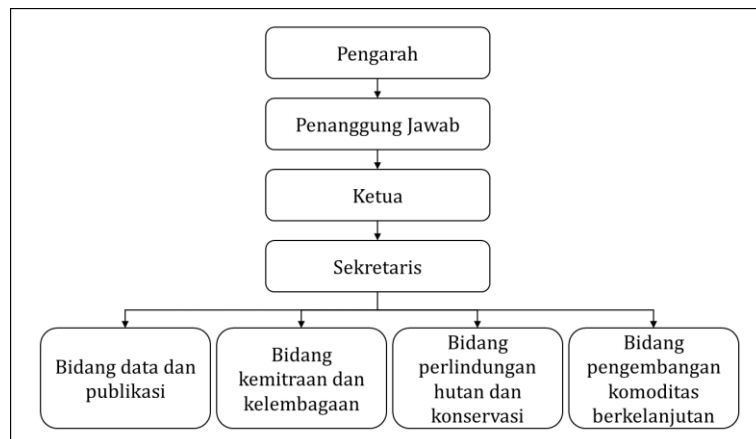 Pengarah
Penanggung Jawab
Ketua
Sekretaris
Bidang data dan
publikasi
Bidang
kemitraan dan
kelembagaan
Bidang
perlindungan
hutan dan
konservasi
Bidang
pengembangan
komoditas
berkelanjutan